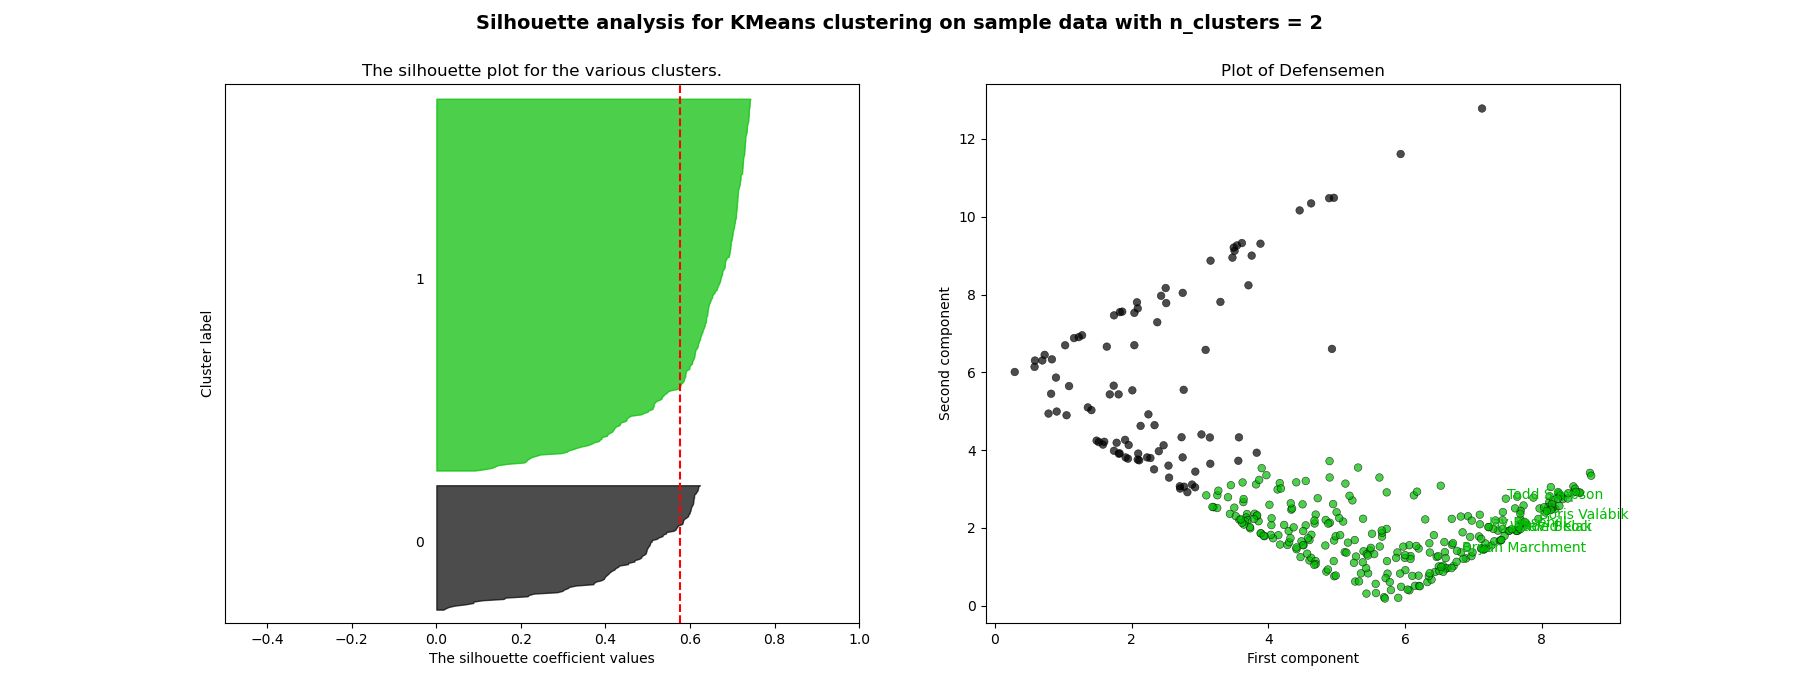 Silhouette analysis for KMeans clustering on sample data with n_clusters = 2
The silhouette plot for the various clusters.
Cluster label
1
0
−0.4
−0.2
0.0
0.2
0.4
0.6
0.8
1.0
The silhouette coefficient values
Plot of Defensemen
Second component
12
10
8
6
4
2
0
Todd
Valábik
Marchment
0
2
4
6
8
First component